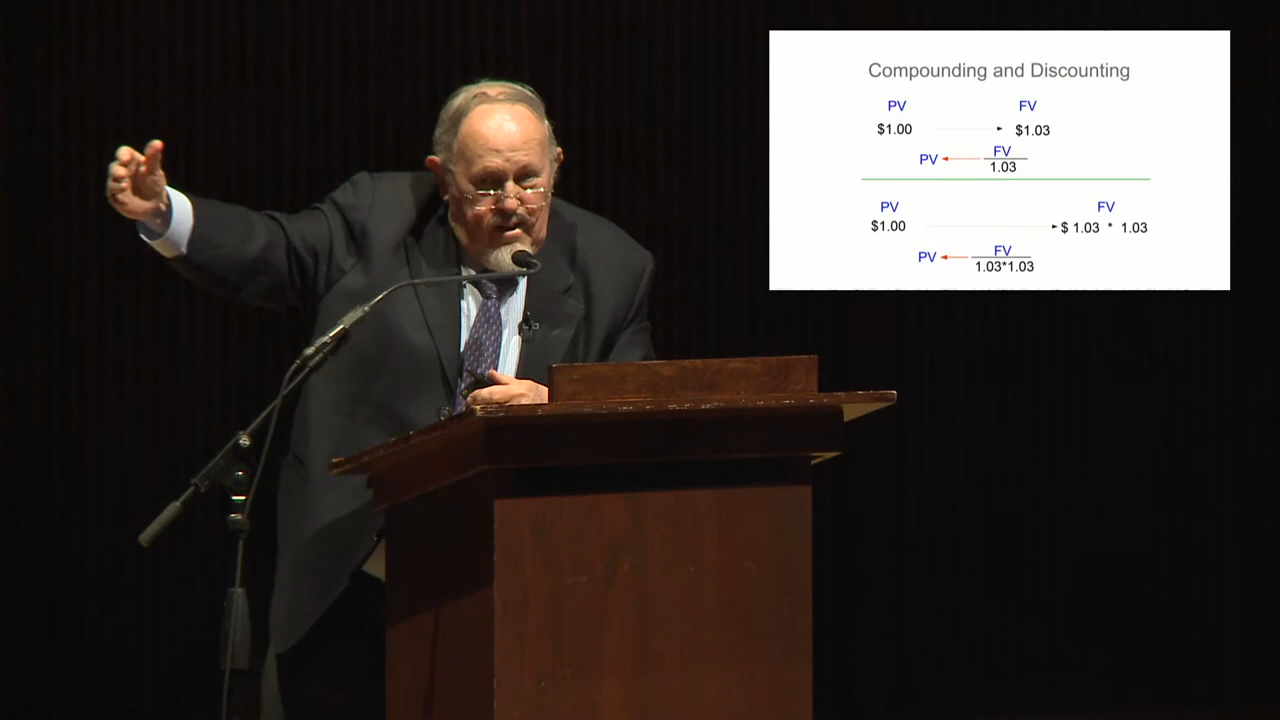 Compounding and Discounting
PV FV
$1.00 $1.03
PV FV
1.03
PV FV
$1.00 $ 1.03 * 1.03
PV FV
1.03*1.03